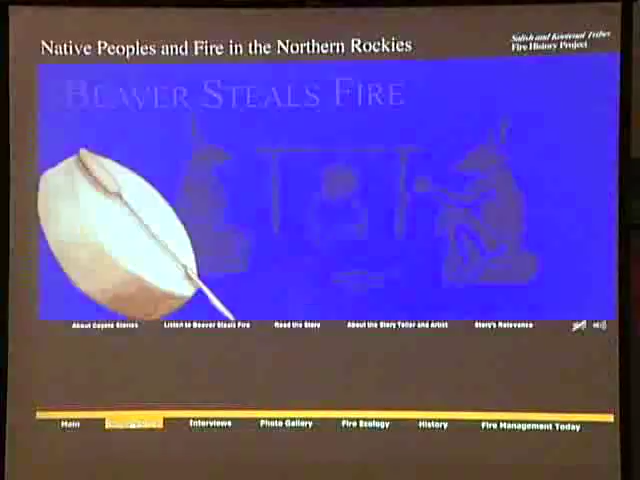 Native Peoples and Fire in the Northern Rockies
Salish and Kootenai Tribes
Fire History Project
BEAVER STEALS FIRE
About Coyote Stories
Listen to Beaver Steals Fire
Read the Story
About the Story Teller and Artist
Story's Relevance
Main
Interviews
Photo Gallery
Fire Ecology
History
Fire Management Today